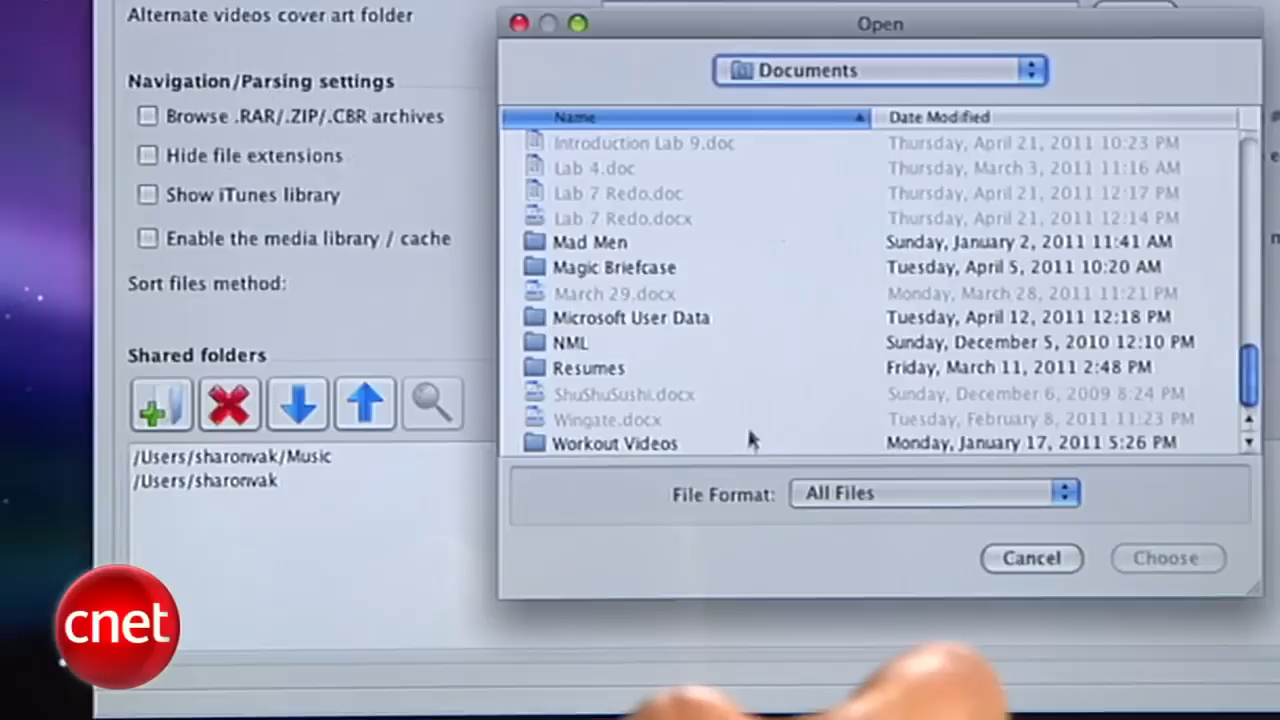 Alternate videos cover art folder
Navigation/Parsing settings
Browse .RAR/.ZIP/.CBR archives
Hide file extensions
Show iTunes library
Enable the media library / cache
Sort files method:
Shared folders
/Users/sharonvak/Music
/Users/sharonvak
Open
Documents
Name Date Modified
Introduction Lab 9.doc Thursday, April 21, 2011 10:23 PM
Lab 4.doc Thursday, March 3, 2011 11:16 AM
Lab 7 Redo.doc Thursday, April 21, 2011 12:17 PM
Lab 7 Redo.docx Thursday, April 21, 2011 12:14 PM
Mad Men Sunday, January 2, 2011 11:41 AM
Magic Briefcase Tuesday, April 5, 2011 10:20 AM
March 29.docx Monday, March 28, 2011 11:21 PM
Microsoft User Data Tuesday, April 12, 2011 12:18 PM
NML Sunday, December 5, 2010 12:10 PM
Resumes Friday, March 11, 2011 2:48 PM
ShuShuSushi.docx Sunday, December 6, 2009 8:24 PM
Wingate.docx Tuesday, February 8, 2011 11:23 PM
Workout Videos Monday, January 17, 2011 5:26 PM
File Format: All Files
Cancel Choose
cnet